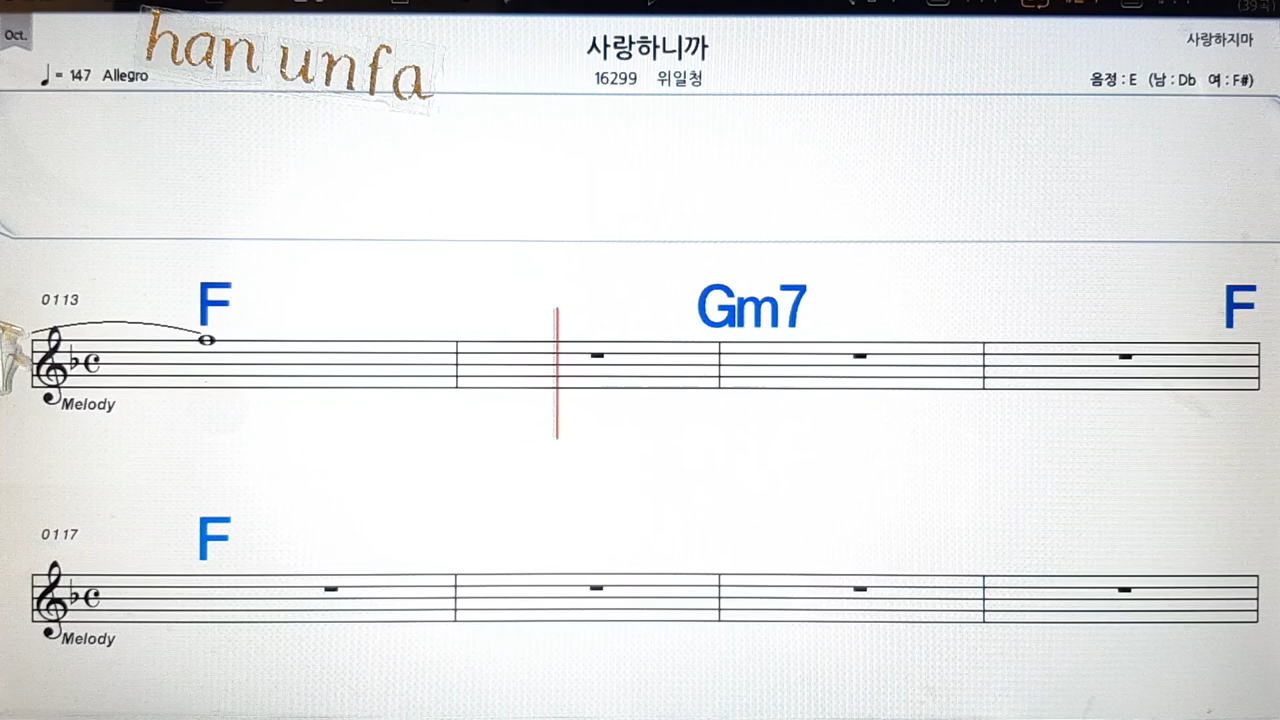 Oct.
han unfa
사랑하니까
사랑하지마
♩= 147 Allegro
16299 위일청
음정 : E (남 : Db 여 : F#)
0113
F Gm7 F
Melody
0117
F
Melody